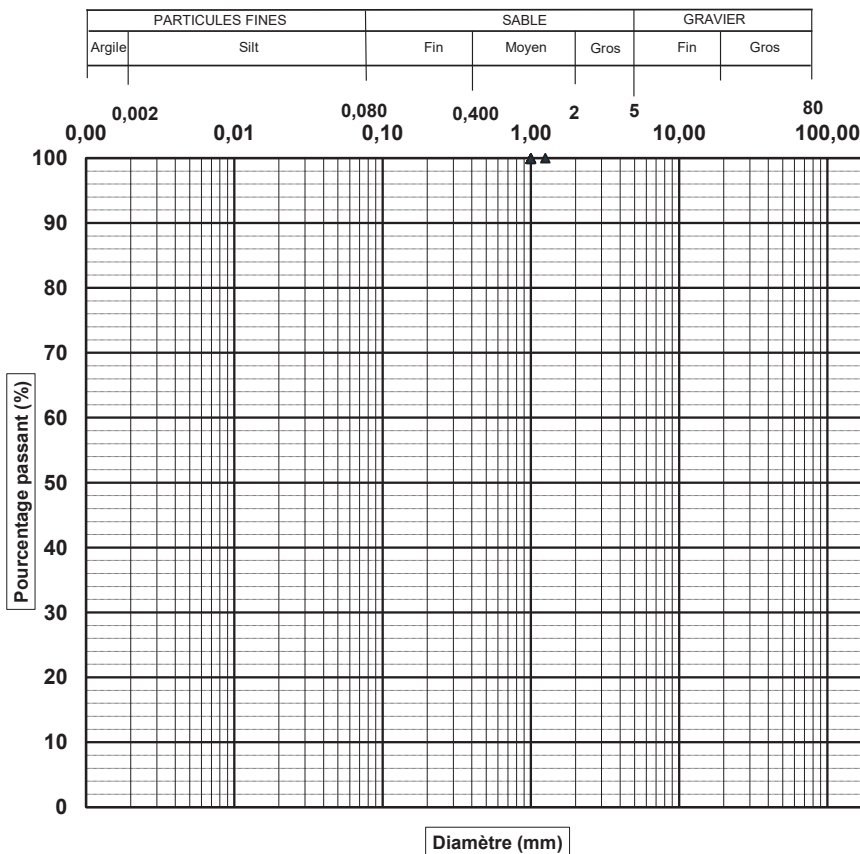 PARTICULES FINES SABLE GRAVIER
Argile Silt Fin Moyen Gros Fin Gros
0,002 0,080 0,400 2 5 80
0,00 0,01 0,10 1,00 10,00 100,00
100
90
80
70
60
50
40
30
20
10
0
Pourcentage passant (%)
Diamètre (mm)